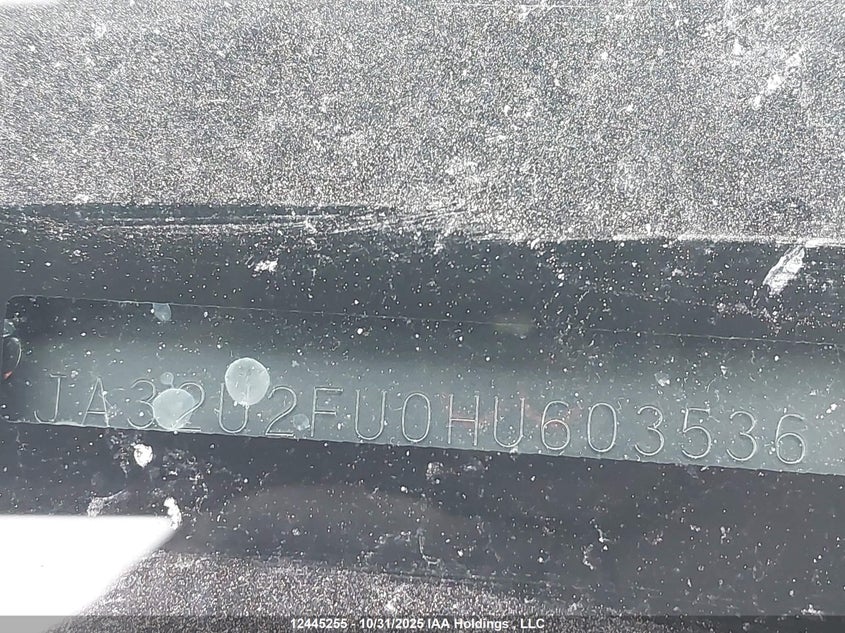 JA32U2FU0HU603536
12445255 - 10/31/2025 IAA Holdings , LLC